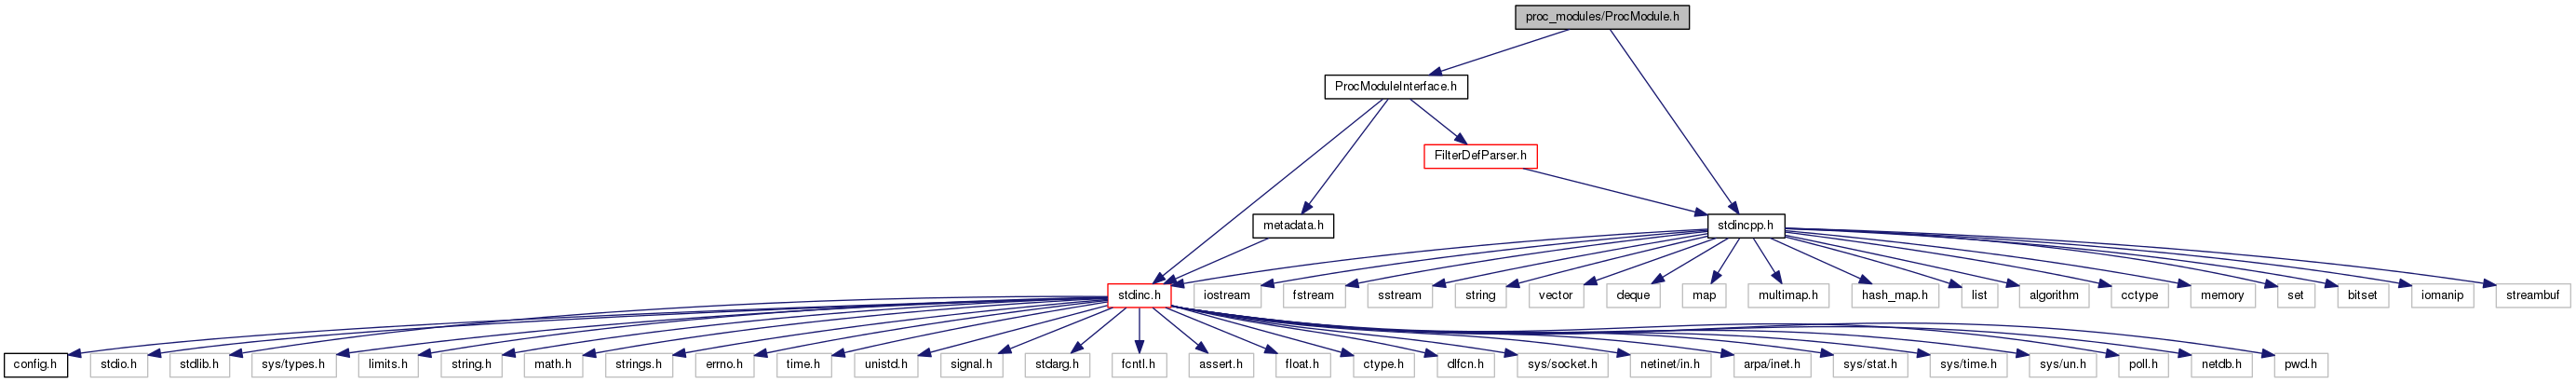 proc_modules/ProcModule.h
ProcModuleInterface.h
FilterDefParser.h
metadata.h
stdincpp.h
stdinc.h
iostream
fstream
sstream
string
vector
deque
map
multimap.h
hash_map.h
list
algorithm
cctype
memory
set
bitset
iomanip
streambuf
config.h
stdio.h
stdlib.h
sys/types.h
limits.h
string.h
math.h
strings.h
errno.h
time.h
unistd.h
signal.h
stdarg.h
fcntl.h
assert.h
float.h
ctype.h
dlfcn.h
sys/socket.h
netinet/in.h
arpa/inet.h
sys/stat.h
sys/time.h
sys/un.h
poll.h
netdb.h
pwd.h